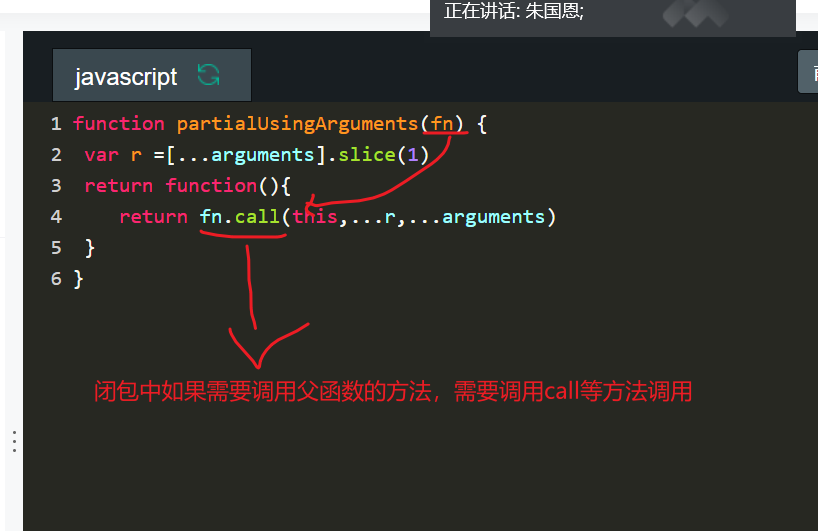 正在讲话: 朱国恩;
javascript
1 function partialUsingArguments(fn) {
2 var r =[...arguments].slice(1)
3 return function(){
4 return fn.call(this,...r,...arguments)
5 }
6 }
闭包中如果需要调用父函数的方法，需要调用call等方法调用